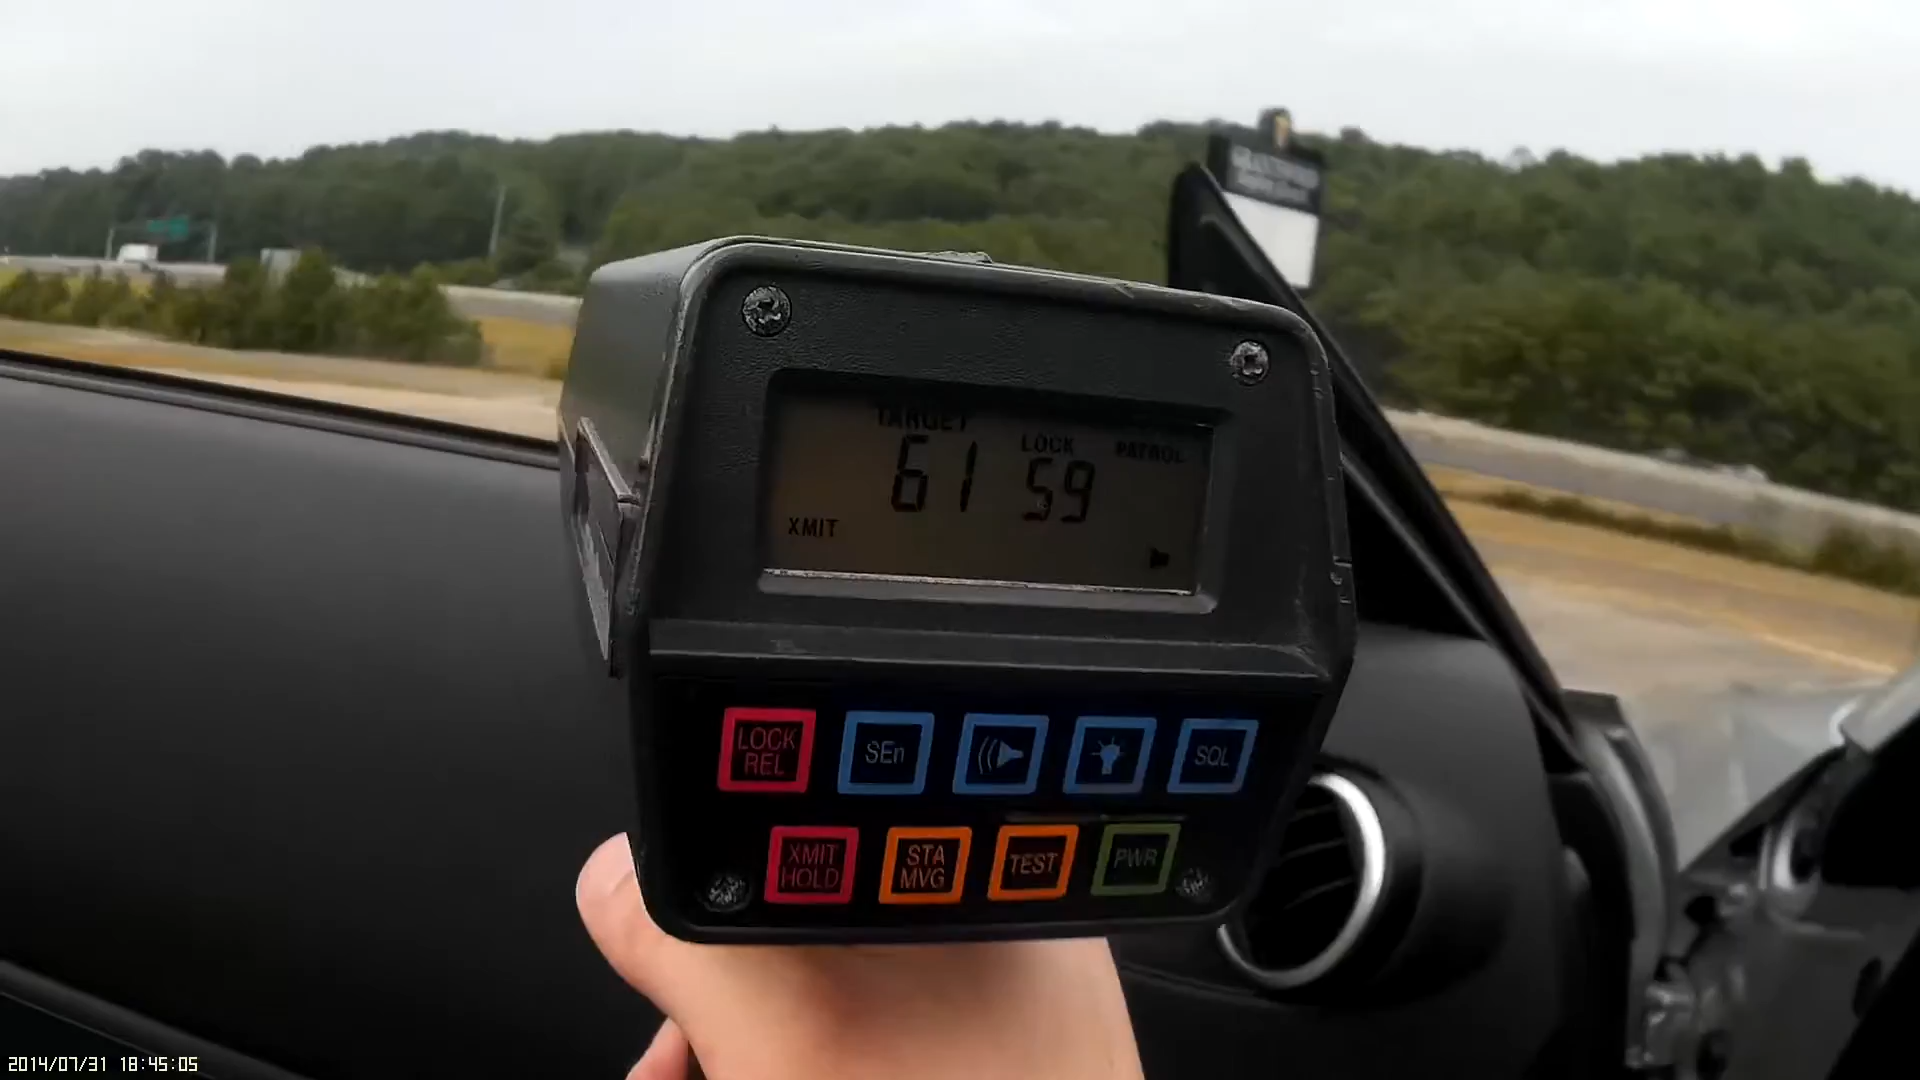 TARGET
LOCK
PATROL
61
59
XMIT
LOCK
REL
SEn
SQL
XMIT
HOLD
STA
MVG
TEST
PWR
2014/07/31 18:45:05